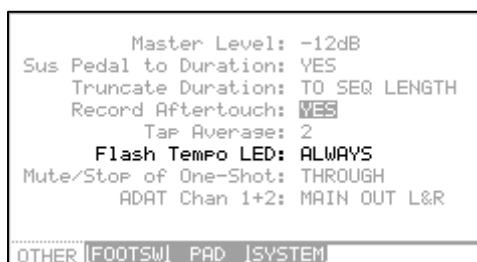 Master Level: -12dB
Sus Pedal to Duration: YES
Truncate Duration: TO SEQ LENGTH
Record Aftertouch: YES
Tap Average: 2
Flash Tempo LED: ALWAYS
Mute/Stop of One-Shot: THROUGH
ADAT Chan 1+2: MAIN OUT L&R
OTHER FOOTSW PAD SYSTEM